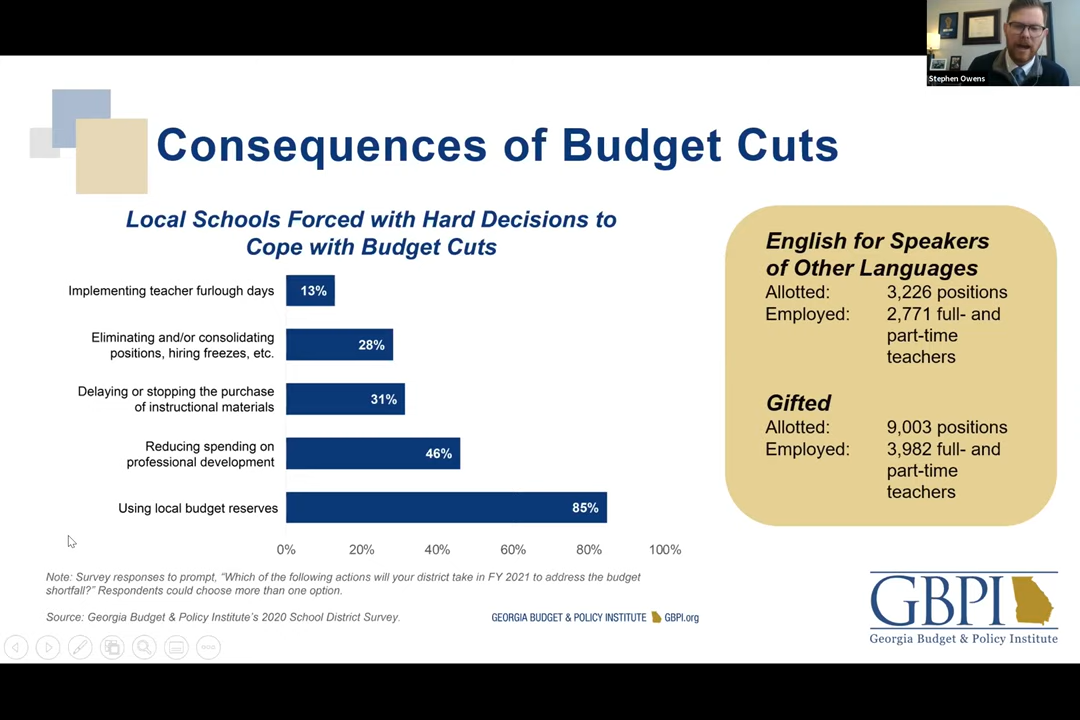 Stephen Owens
Consequences of Budget Cuts
Local Schools Forced with Hard Decisions to
Cope with Budget Cuts
Implementing teacher furlough days
13%
Eliminating and/or consolidating
positions, hiring freezes, etc.
28%
Delaying or stopping the purchase
of instructional materials
31%
Reducing spending on
professional development
46%
Using local budget reserves
85%
0% 20% 40% 60% 80% 100%
Note: Survey responses to prompt, "Which of the following actions will your district take in FY 2021 to address the budget
shortfall?" Respondents could choose more than one option.
Source: Georgia Budget & Policy Institute's 2020 School District Survey.
GEORGIA BUDGET & POLICY INSTITUTE GBPI.org
English for Speakers
of Other Languages
Allotted: 3,226 positions
Employed: 2,771 full- and
part-time
teachers
Gifted
Allotted: 9,003 positions
Employed: 3,982 full- and
part-time
teachers
GBPI
Georgia Budget & Policy Institute